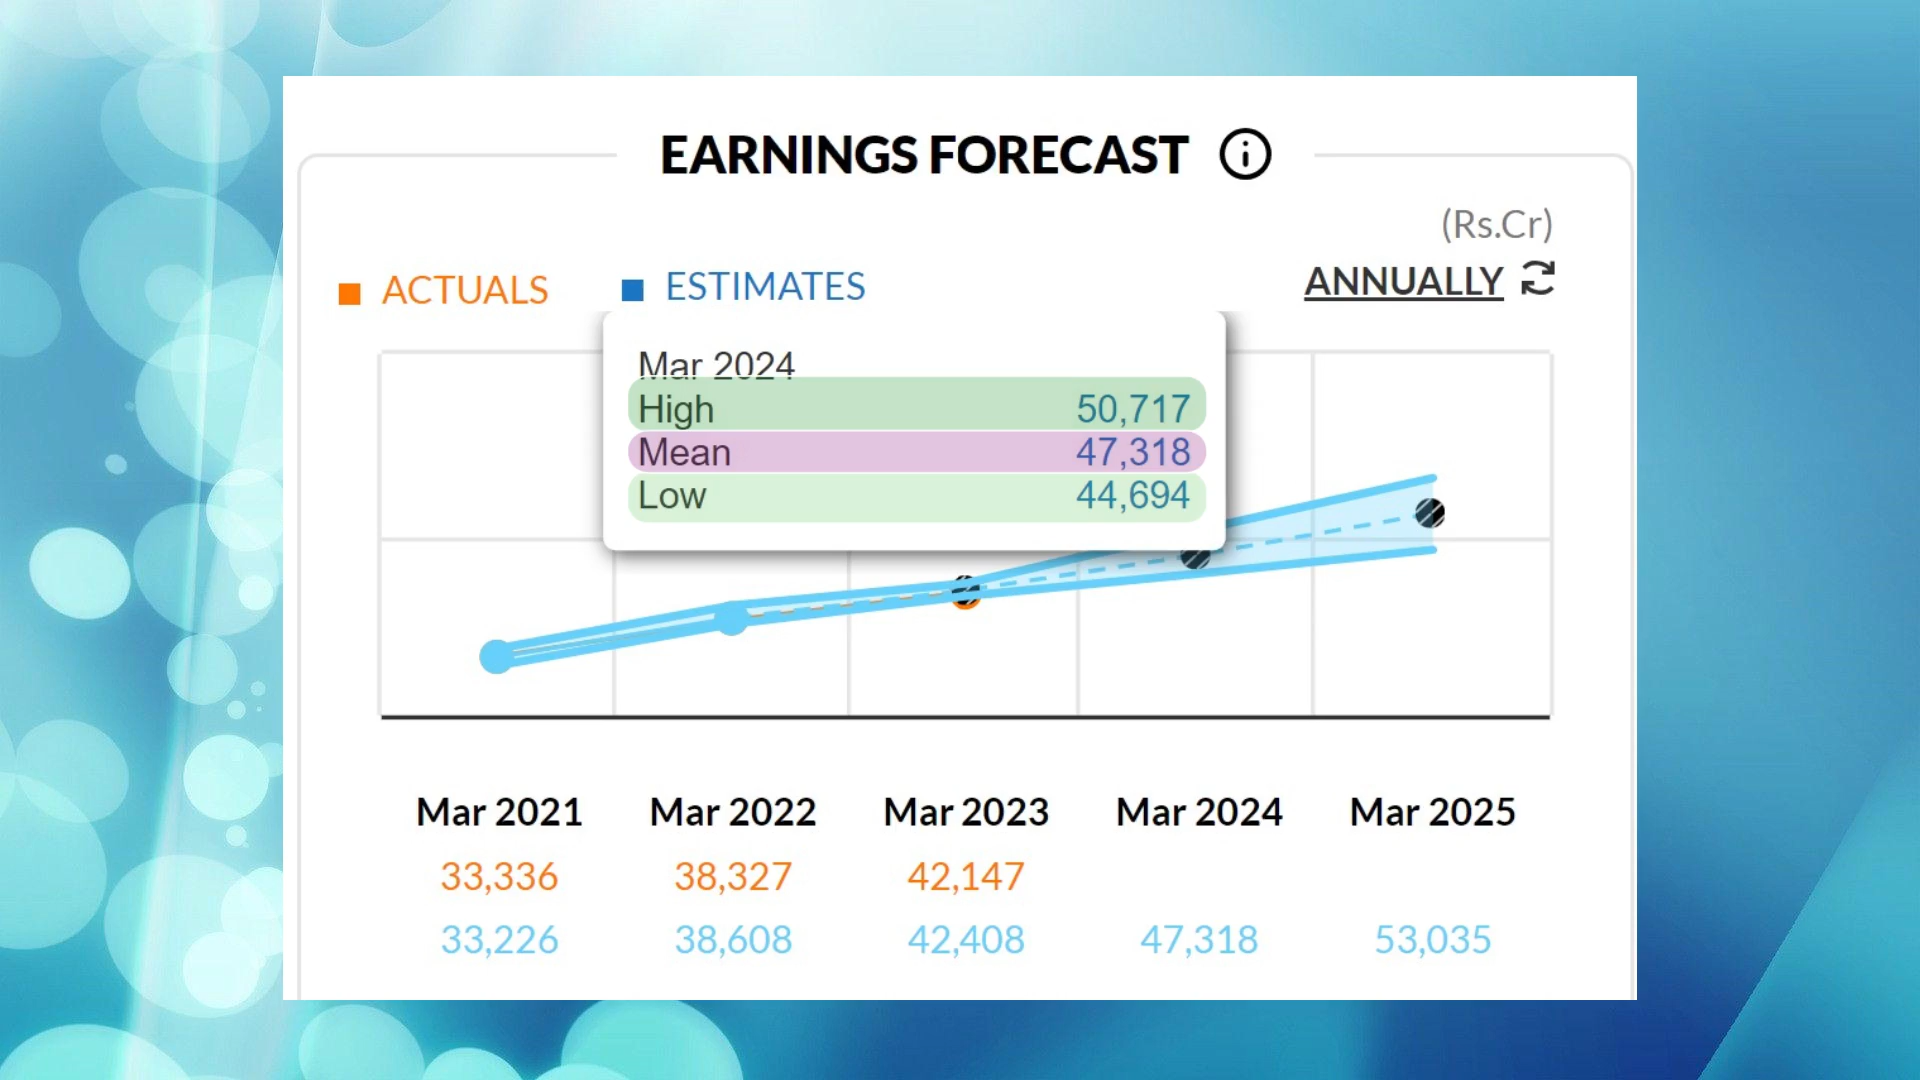 EARNINGS FORECAST
(Rs.Cr)
ACTUALS ESTIMATES ANNUALLY
Mar 2024
High 50,717
Mean 47,318
Low 44,694
Mar 2021 Mar 2022 Mar 2023 Mar 2024 Mar 2025
33,336 38,327 42,147
33,226 38,608 42,408 47,318 53,035